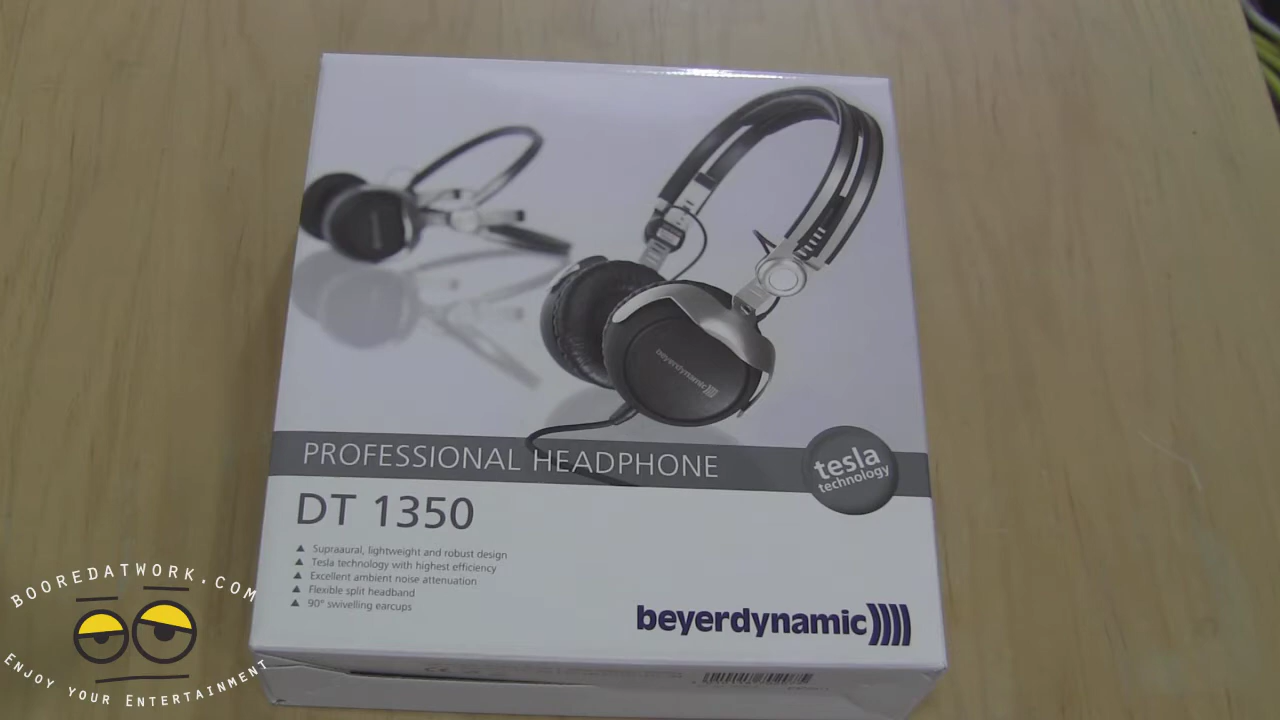 beyerdynamic
PROFESSIONAL HEADPHONE
tesla
technology
DT 1350
▲ Supraaural, lightweight and robust design
▲ Tesla technology with highest efficiency
▲ Excellent ambient noise attenuation
▲ Flexible split headband
▲ 90° swivelling earcups
beyerdynamic
BOOREDATWORK.COM
ENJOY YOUR ENTERTAINMENT